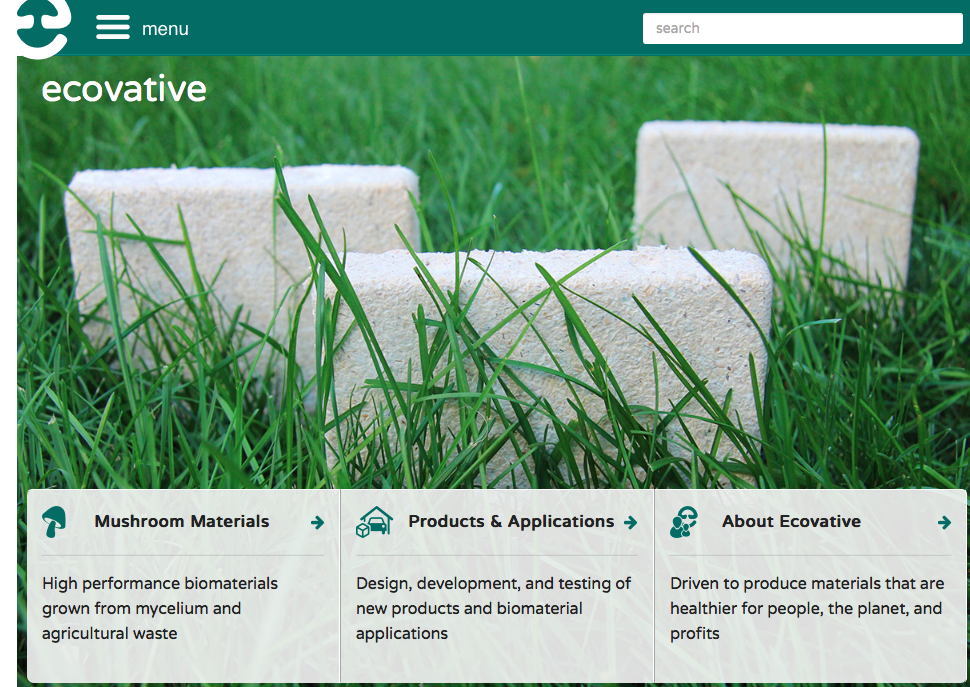 menu
search
ecovative
Mushroom Materials
High performance biomaterials
grown from mycelium and
agricultural waste
Products & Applications
Design, development, and testing of
new products and biomaterial
applications
About Ecovative
Driven to produce materials that are
healthier for people, the planet, and
profits